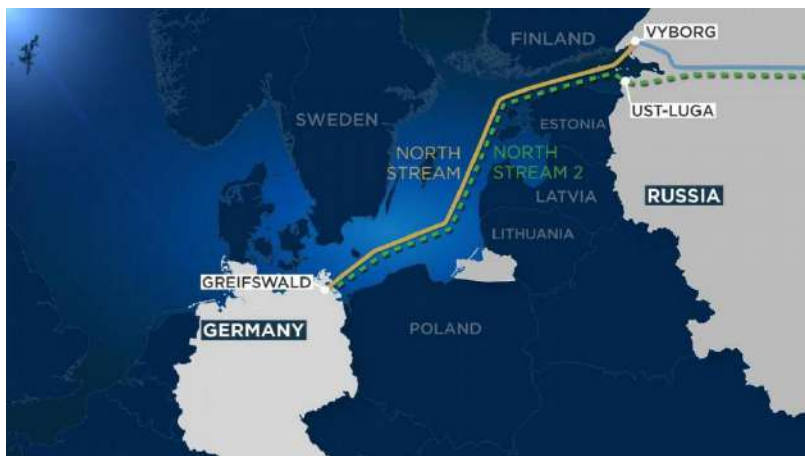 VYBORG
FINLAND
UST-LUGA
SWEDEN
ESTONIA
NORTH
STREAM
NORTH
STREAM 2
LATVIA
RUSSIA
LITHUANIA
GREIFSWALD
GERMANY
POLAND